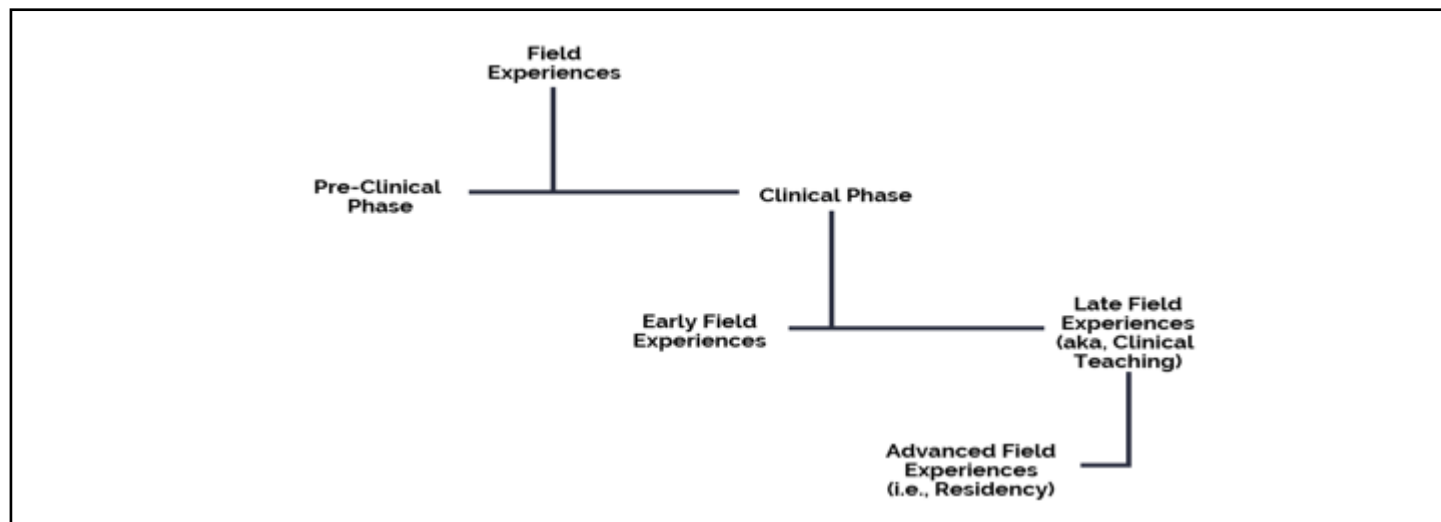 Field
Experiences
Pre-Clinical
Phase
Clinical Phase
Early Field
Experiences
Late Field
Experiences
(aka, Clinical
Teaching)
Advanced Field
Experiences
(i.e., Residency)